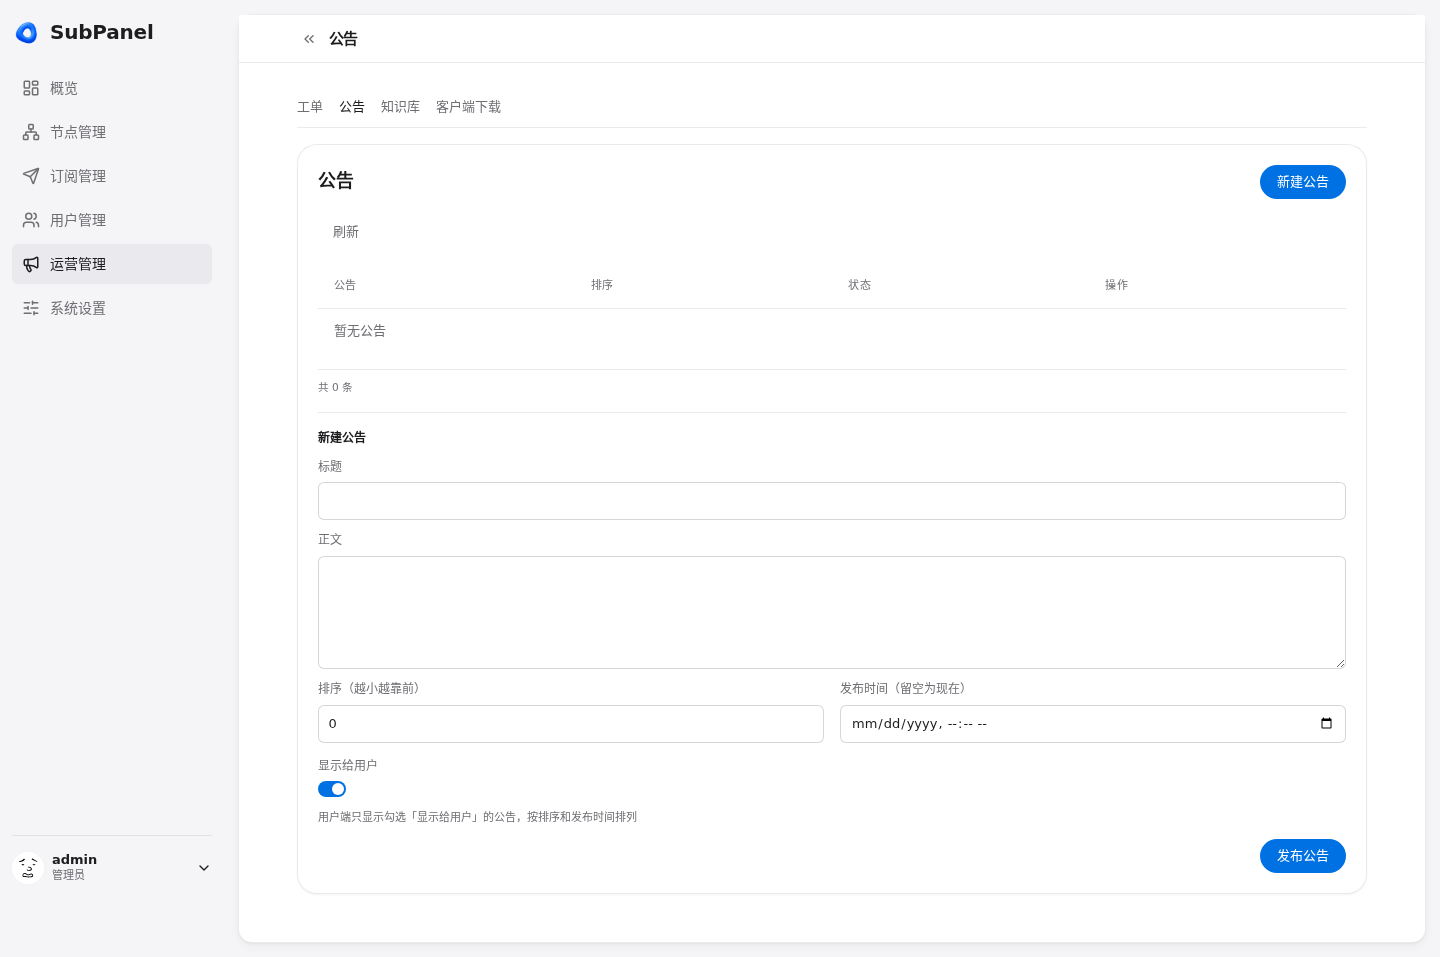 SubPanel
概览
节点管理
订阅管理
用户管理
运营管理
系统设置
admin
管理员
公告
工单 公告 知识库 客户端下载
公告
新建公告
刷新
公告 排序 状态 操作
暂无公告
共 0 条
新建公告
标题
正文
排序（越小越靠前） 发布时间（留空为现在）
0 mm/dd/yyyy, --:-- --
显示给用户
用户端只显示勾选「显示给用户」的公告，按排序和发布时间排列
发布公告